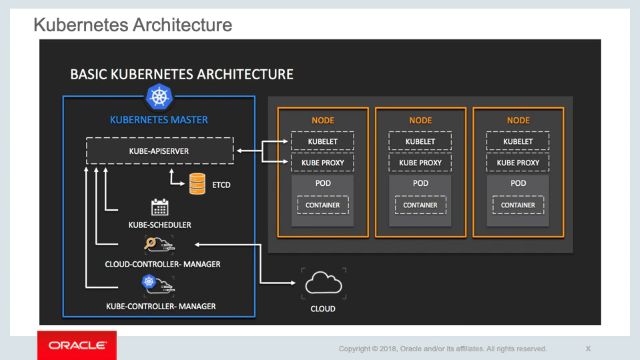 Kubernetes Architecture
BASIC KUBERNETES ARCHITECTURE
KUBERNETES MASTER
KUBE-APISERVER
ETCD
KUBE-SCHEDULER
CLOUD-CONTROLER- MANAGER
KUBE-CONTROLER- MANAGER
NODE
KUBELET
KUBE PROXY
POD
CONTAINER
NODE
KUBELET
KUBE PROXY
POD
CONTAINER
NODE
KUBELET
KUBE PROXY
POD
CONTAINER
CLOUD
ORACLE
Copyright © 2018, Oracle and/or its affiliates. All rights reserved.
X